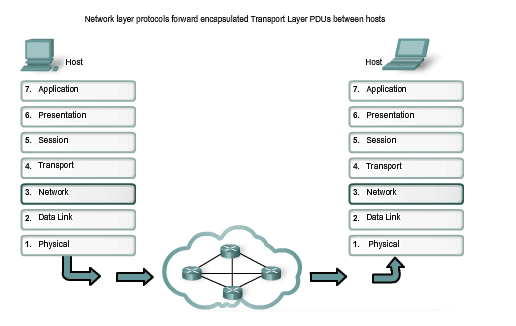 Network layer protocols forward encapsulated Transport Layer PDUs between hosts
Host
7. Application
6. Presentation
5. Session
4. Transport
3. Network
2. Data Link
1. Physical
Host
7. Application
6. Presentation
5. Session
4. Transport
3. Network
2. Data Link
1. Physical